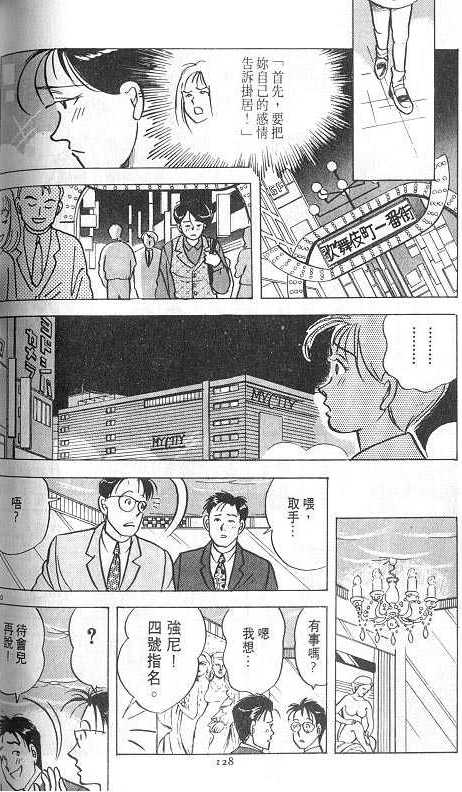 「首先，要把
妳自己的感情
告訴掛居！」
歌舞伎町一番街
………
MYCITY
MYCITY
喂，
取手…
唔？
有事嗎？
嗯
我想…
強尼！
四號指名。
？
待會兒
再說！
128